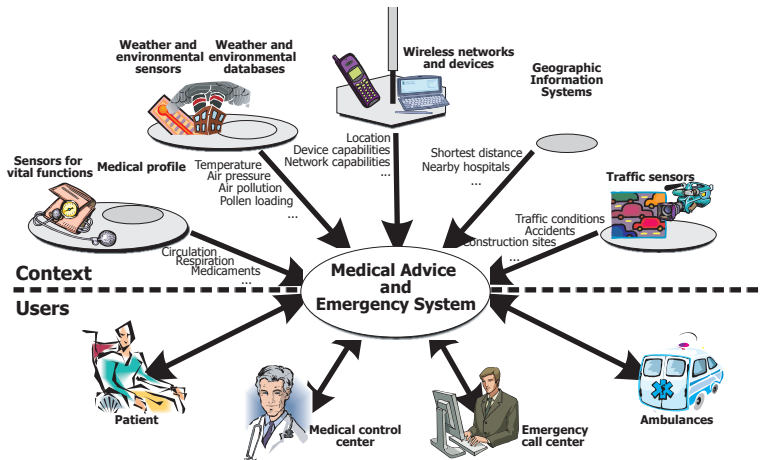 Weather and
environmental
sensors
Weather and
environmental
databases
Wireless networks
and devices
Geographic
Information
Systems
Sensors for
vital functions
Medical profile
Temperature
Air pressure
Air pollution
Pollen loading
...
Location
Device capabilities
Network capabilities
...
Shortest distance
Nearby hospitals
...
Traffic sensors
Traffic conditions
Accidents
Construction sites
...
Circulation
Respiration
Medicaments
...
Context
Medical Advice
and
Emergency System
Users
Patient
Medical control
center
Emergency
call center
Ambulances